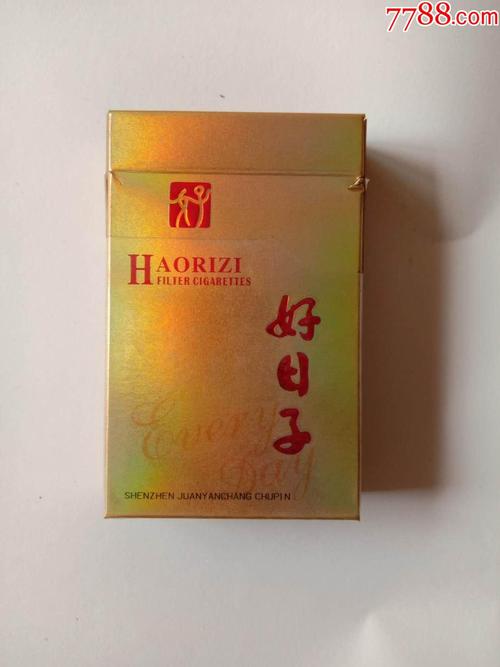 7788.com
HAORIZI
FILTER CIGARETTES
好日子
Every
Day
SHENZHEN JUANYANCHANG CHUPIN